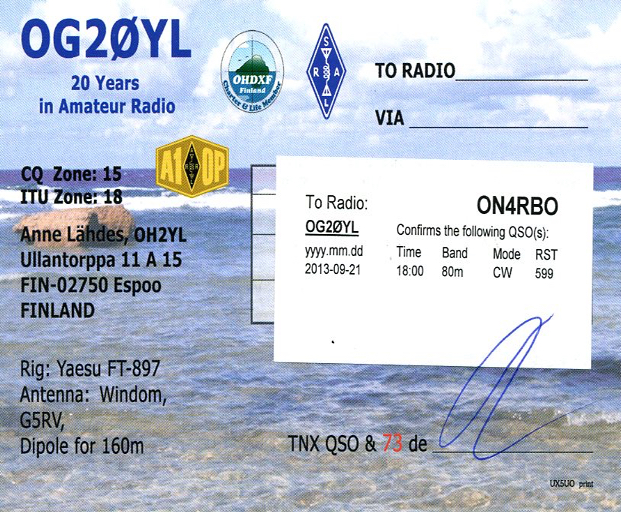 OG2ØYL
20 Years
in Amateur Radio
OHDXF
Finland
Charter & Life Member
S
R A
L
TO RADIO
VIA
A1 OP
CQ Zone: 15
ITU Zone: 18
Anne Lähdes, OH2YL
Ullantorppa 11 A 15
FIN-02750 Espoo
FINLAND
To Radio: ON4RBO
OG2ØYL Confirms the following QSO(s):
yyyy.mm.dd Time Band Mode RST
2013-09-21 18:00 80m CW 599
Rig: Yaesu FT-897
Antenna: Windom,
G5RV,
Dipole for 160m
TNX QSO & 73 de
UX5UO print